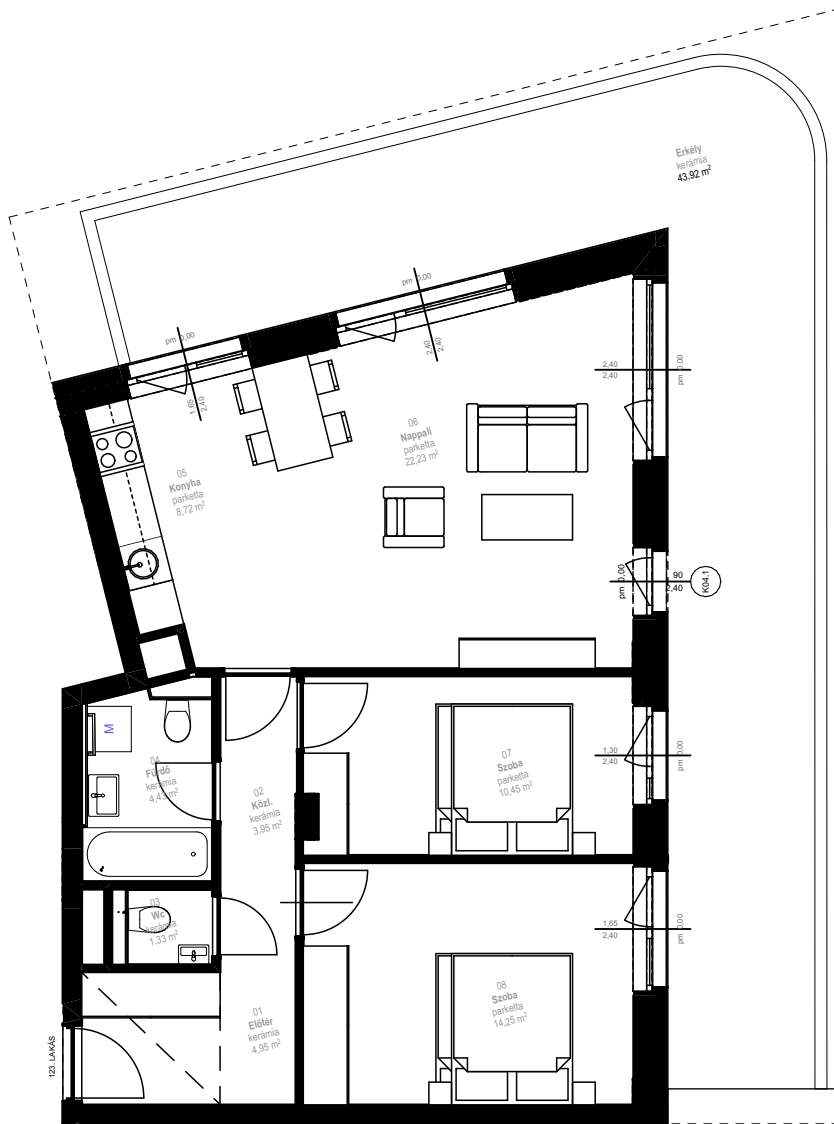 Erkély
kerámia
43,92 m²
pm 0,00
2,40
2,40
pm 0,00
1,65
2,40
2,40
2,40
pm 0,00
06
Nappali
parketta
22,23 m²
05
Konyha
parketta
8,72 m²
pm 0,00
90
2,40
K04.1
M
04
Fürdő
kerámia
4,43 m²
02
Közl.
kerámia
3,95 m²
07
Szoba
parketta
10,45 m²
1,30
2,40
pm 0,00
03
Wc
kerámia
1,33 m²
1,65
2,40
pm 0,00
01
Előtér
kerámia
4,95 m²
08
Szoba
parketta
14,25 m²
123. LAKÁS